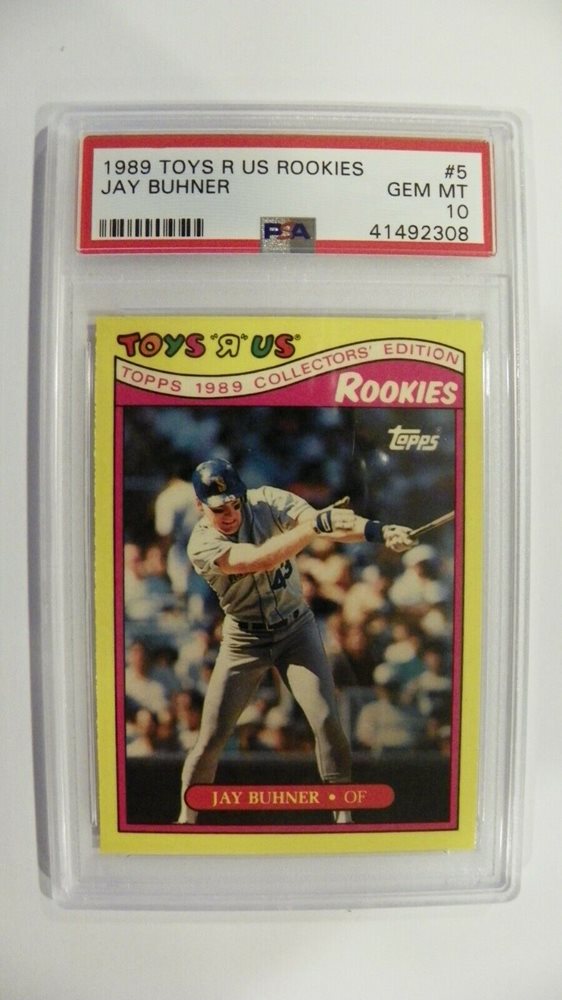 1989 TOYS R US ROOKIES #5
JAY BUHNER GEM MT
10
PSA 41492308
TOYS "R" US®
TOPPS 1989 COLLECTORS' EDITION
ROOKIES
topps®
43
JAY BUHNER • OF